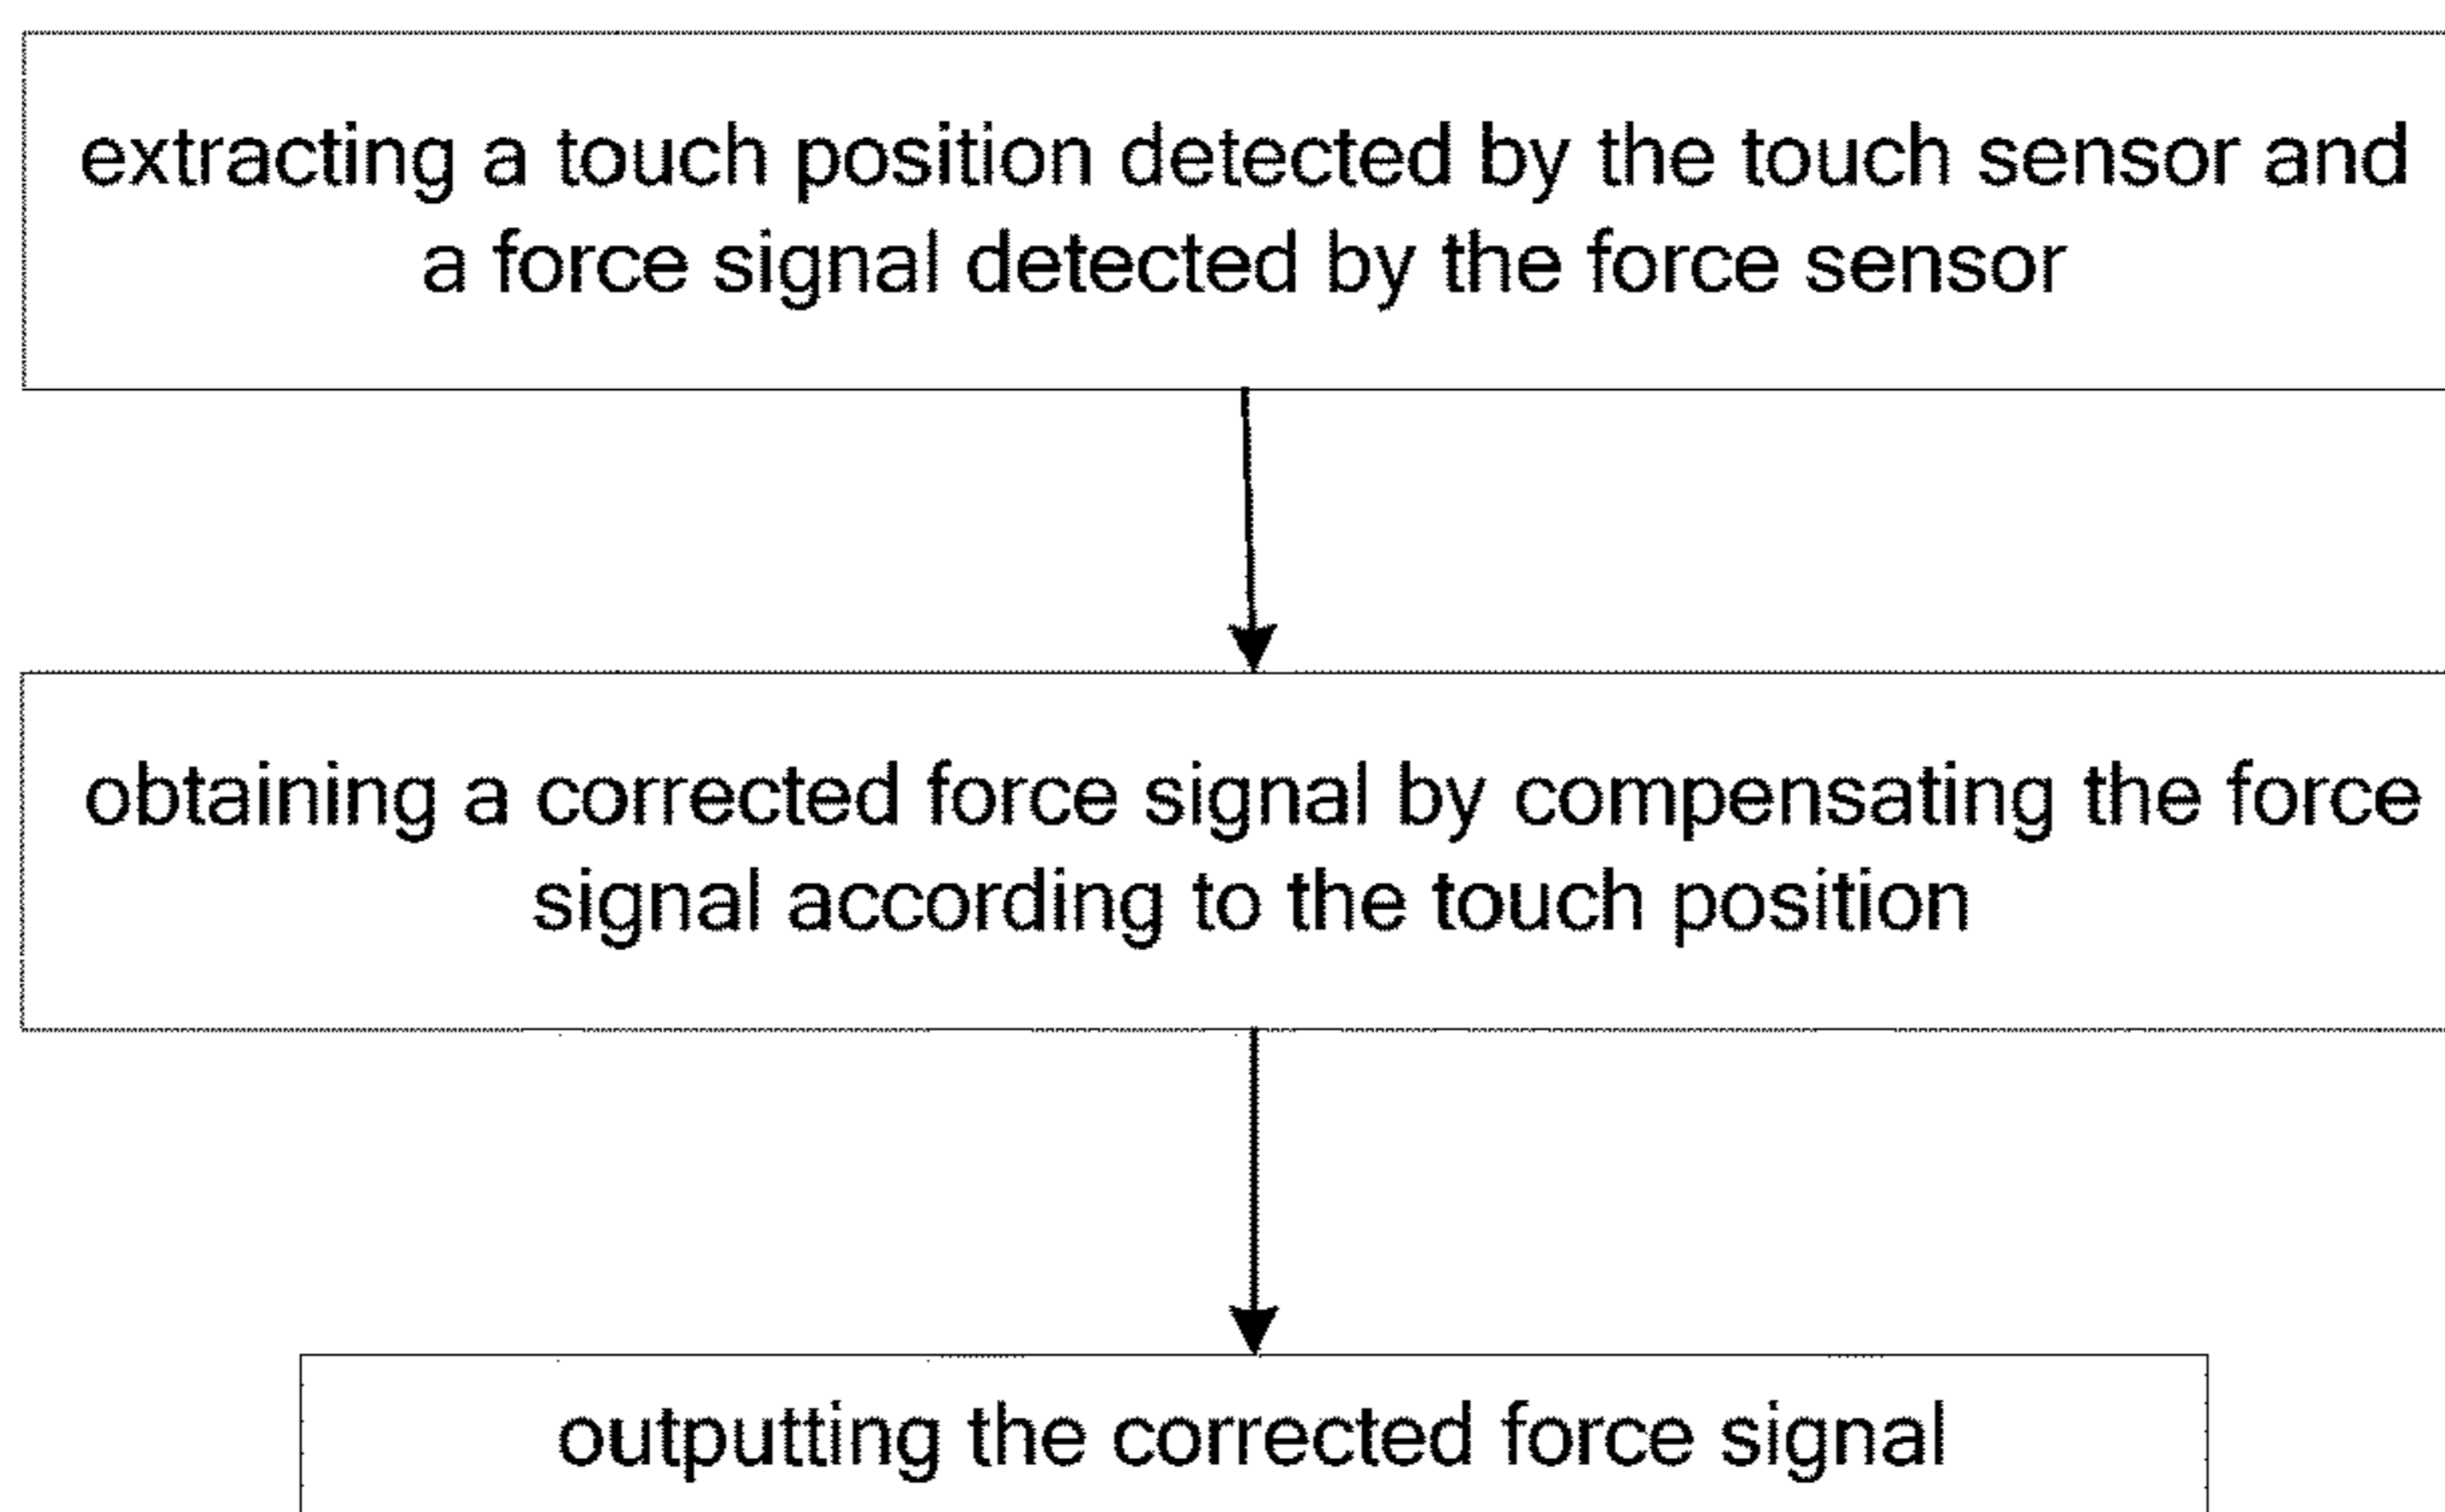 extracting a touch position detected by the touch sensor and
a force signal detected by the force sensor
obtaining a corrected force signal by compensating the force
signal according to the touch position
outputting the corrected force signal